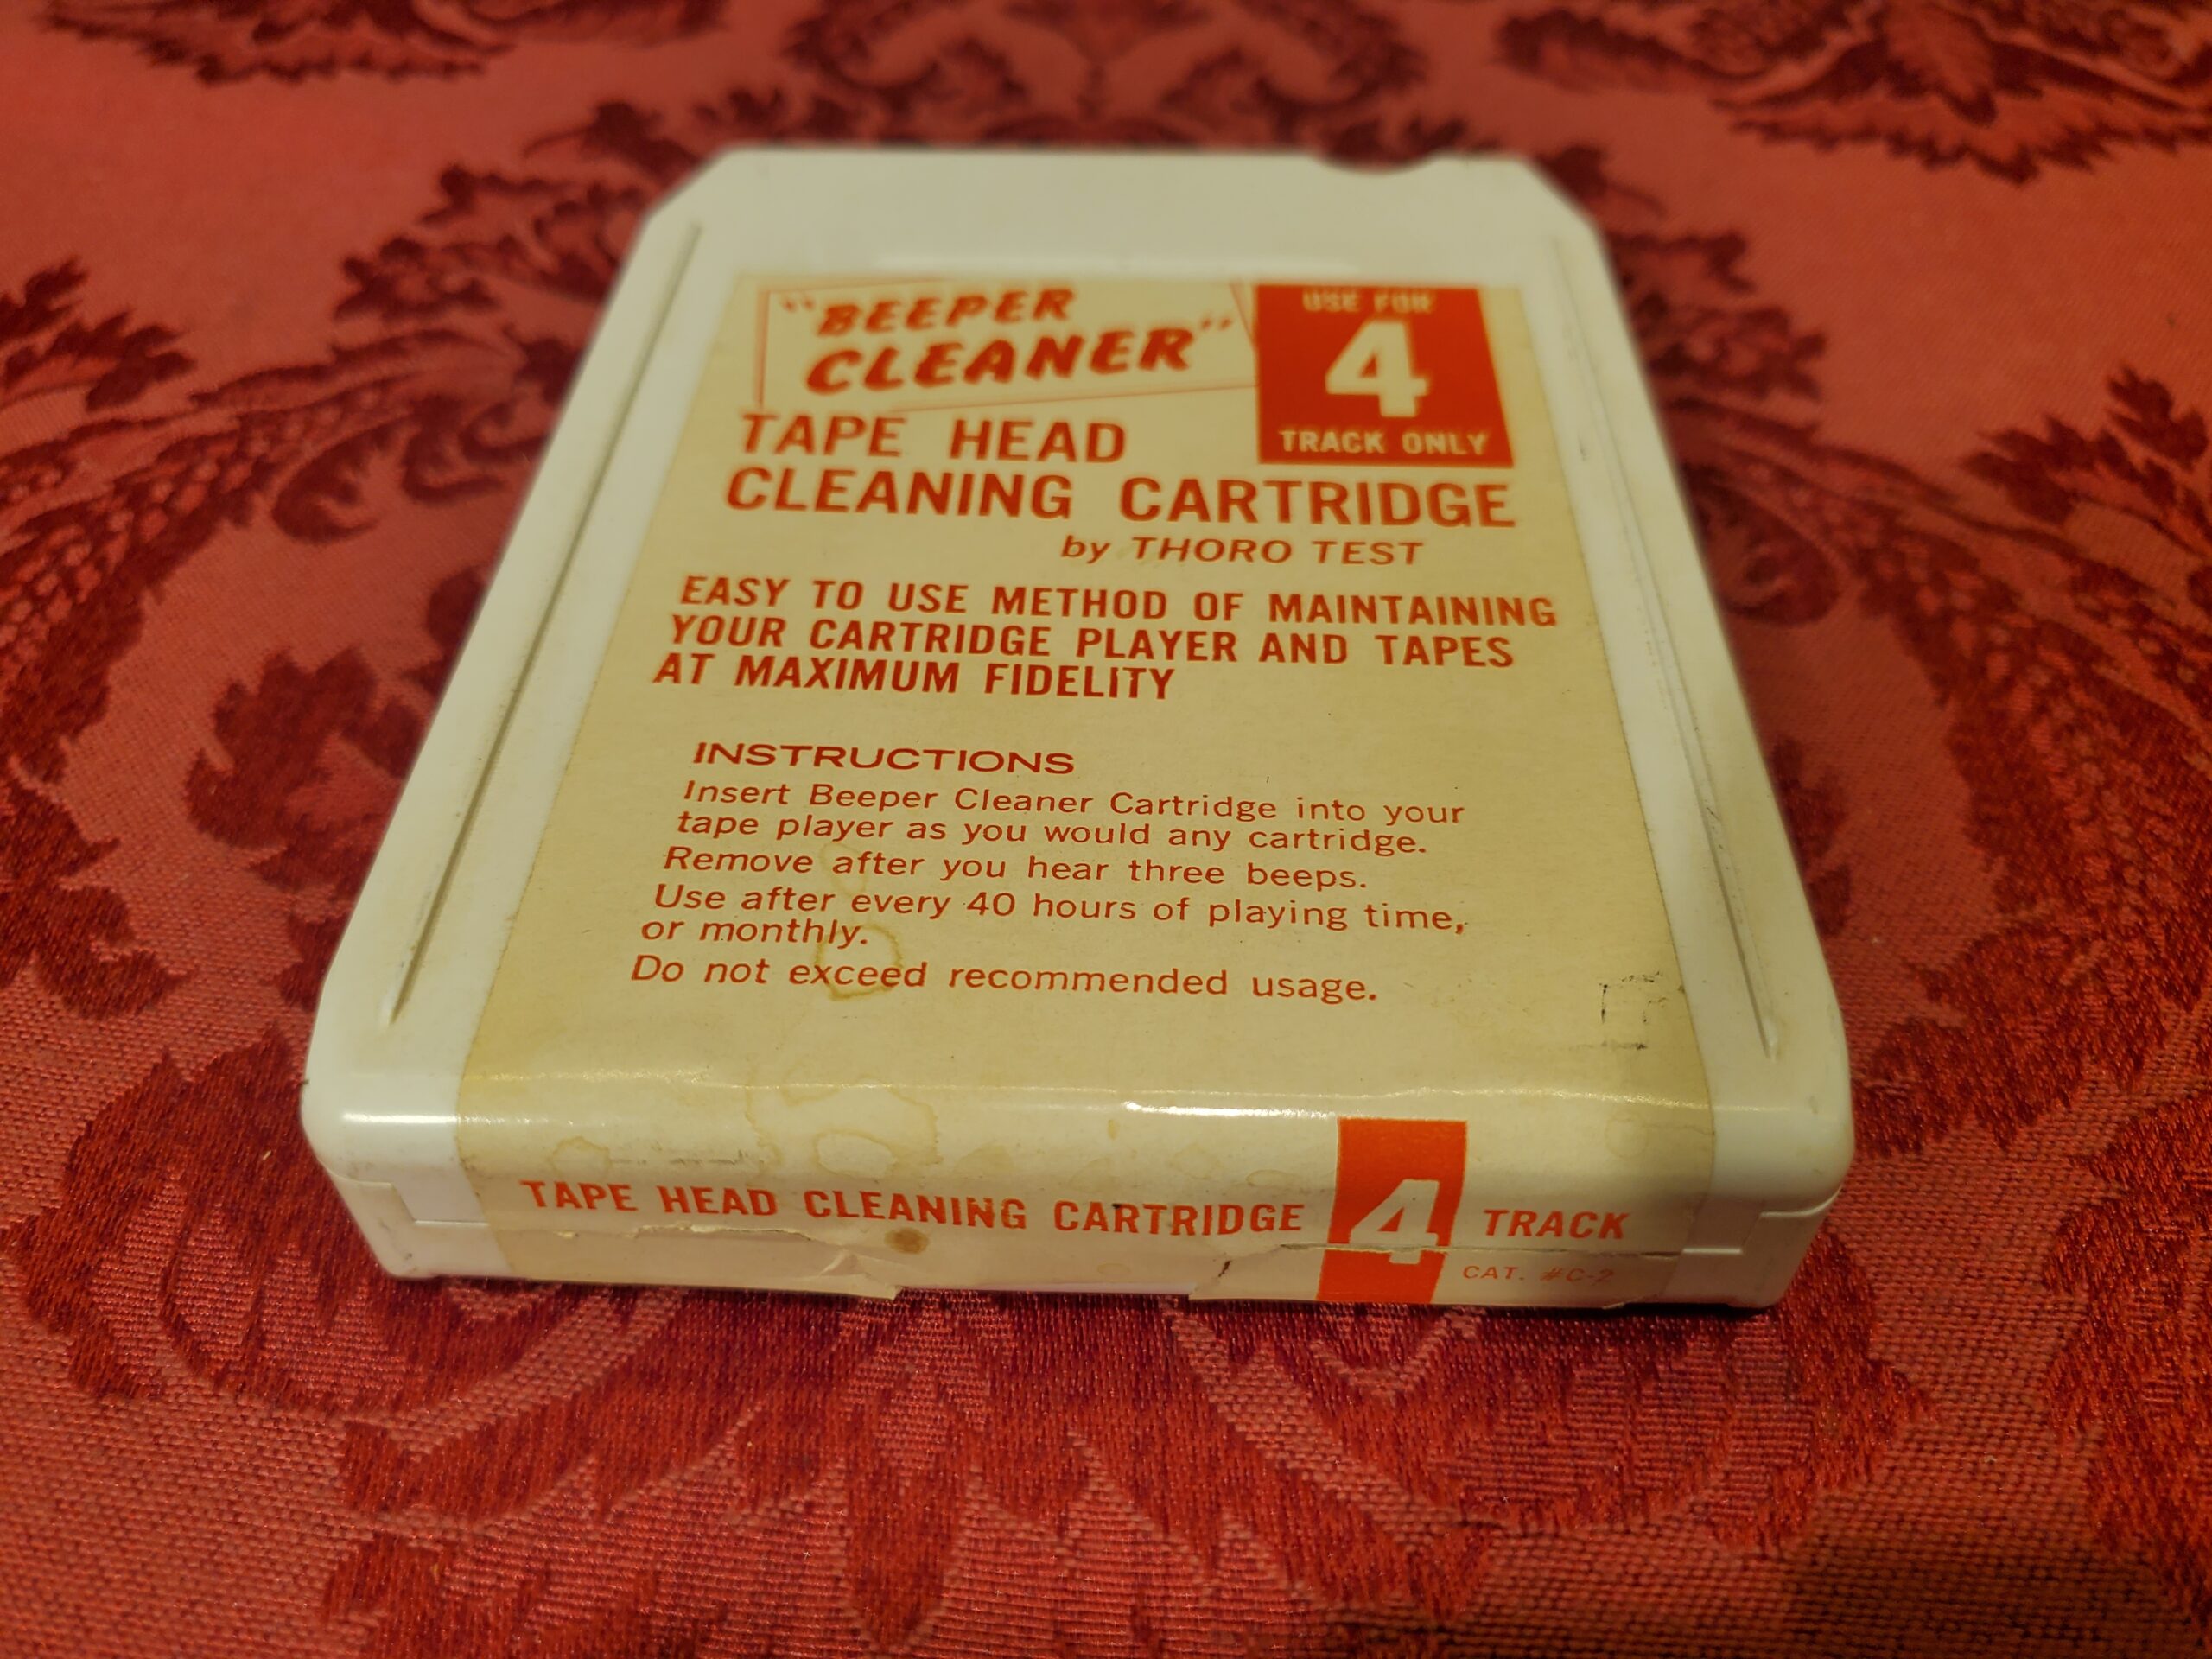 "BEEPER
CLEANER"
USE FOR
4
TRACK ONLY
TAPE HEAD
CLEANING CARTRIDGE
by THORO TEST
EASY TO USE METHOD OF MAINTAINING
YOUR CARTRIDGE PLAYER AND TAPES
AT MAXIMUM FIDELITY
INSTRUCTIONS
Insert Beeper Cleaner Cartridge into your
tape player as you would any cartridge.
Remove after you hear three beeps.
Use after every 40 hours of playing time,
or monthly.
Do not exceed recommended usage.
TAPE HEAD CLEANING CARTRIDGE 4 TRACK
CAT. #C-2